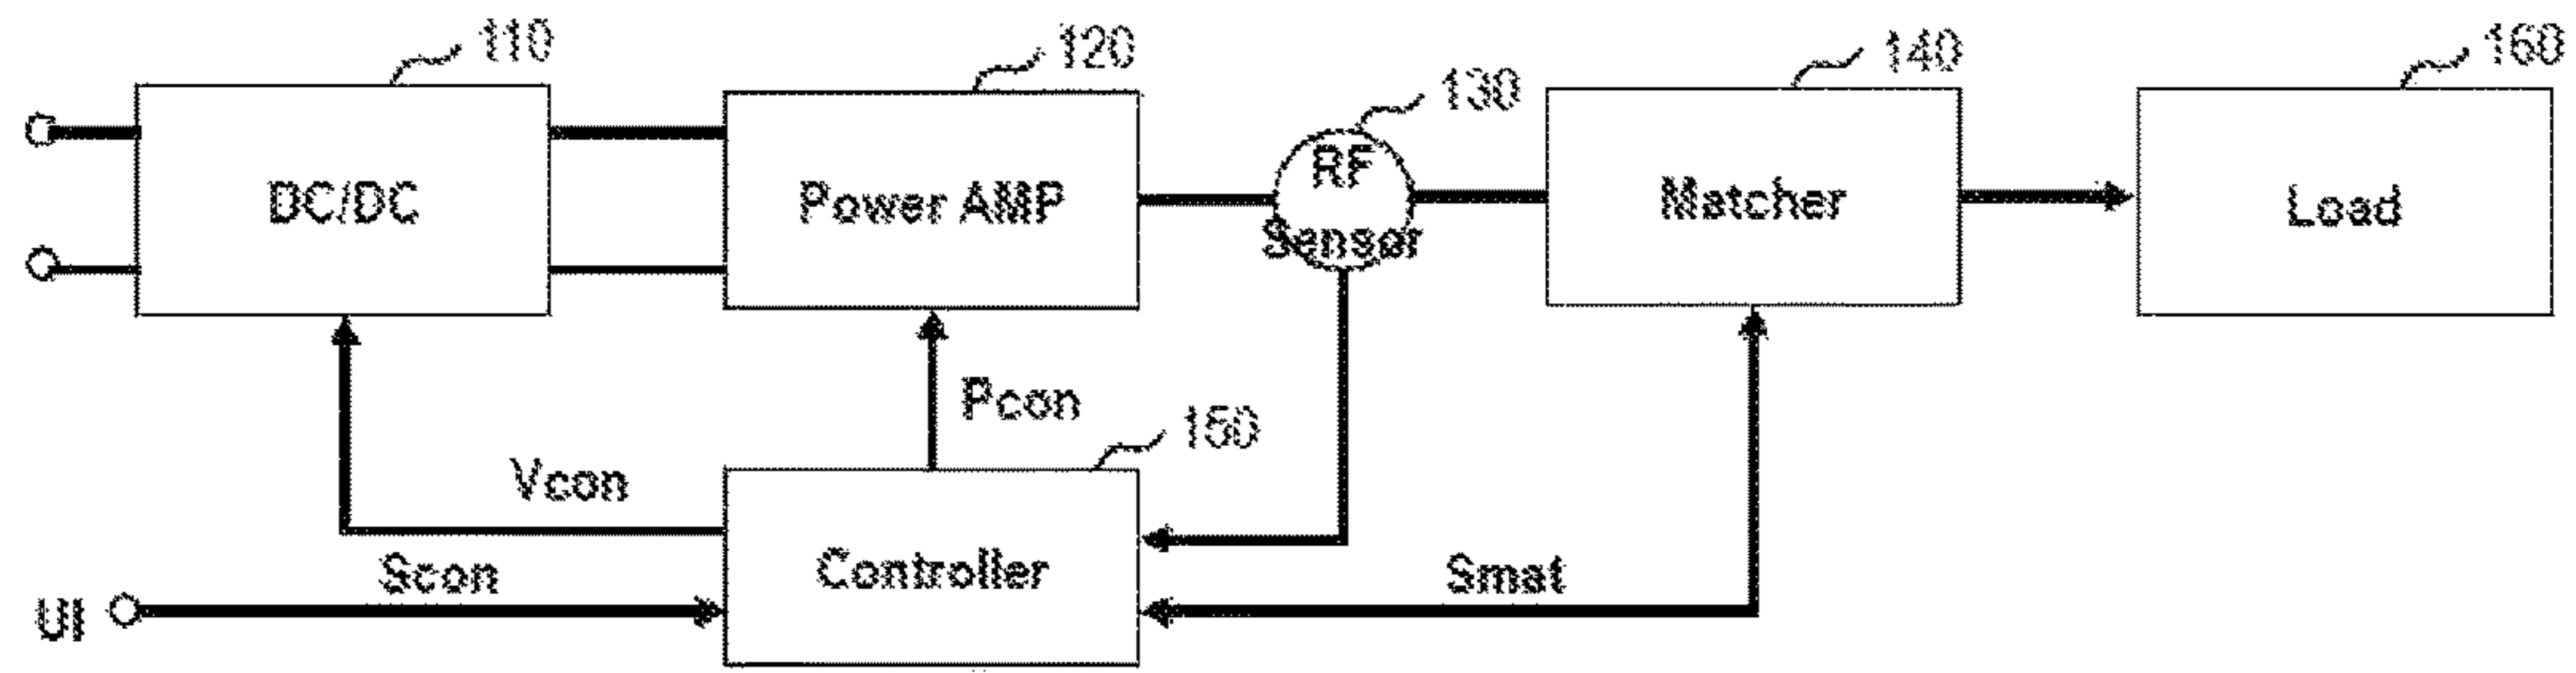 110
120
130
140
160
DC/DC
Power AMP
RF
Sensor
Matcher
Load
Pcon
150
Vcon
Controller
Scon
Smat
UI